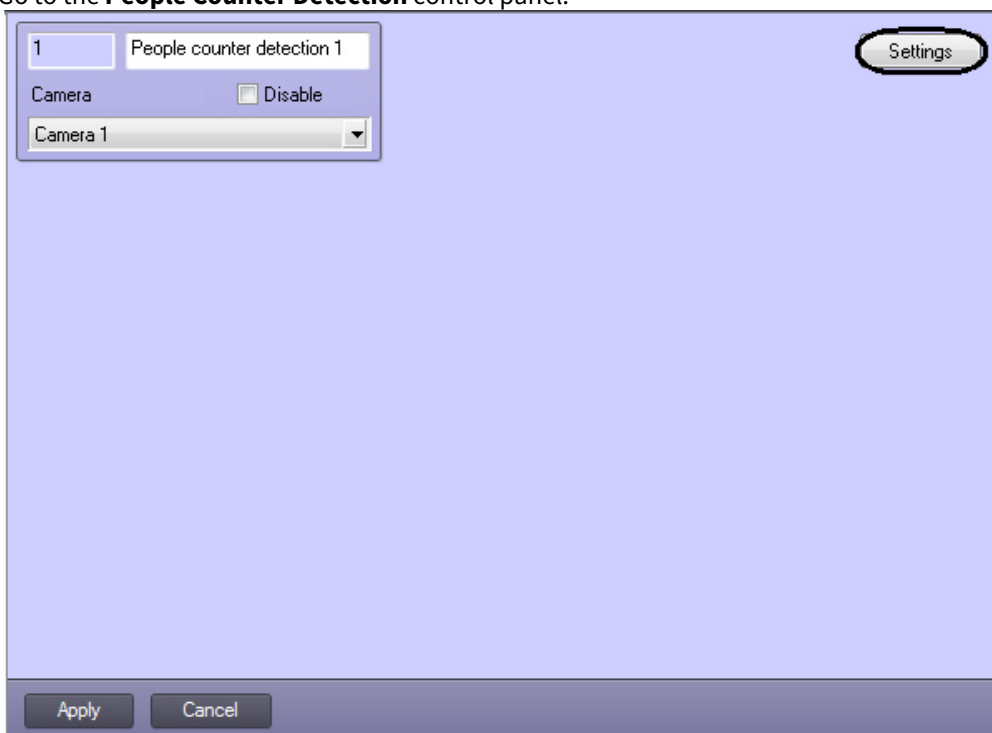 Go to the People Counter Detection control panel.
1 People counter detection 1 Settings
Camera Disable
Camera 1
Apply Cancel